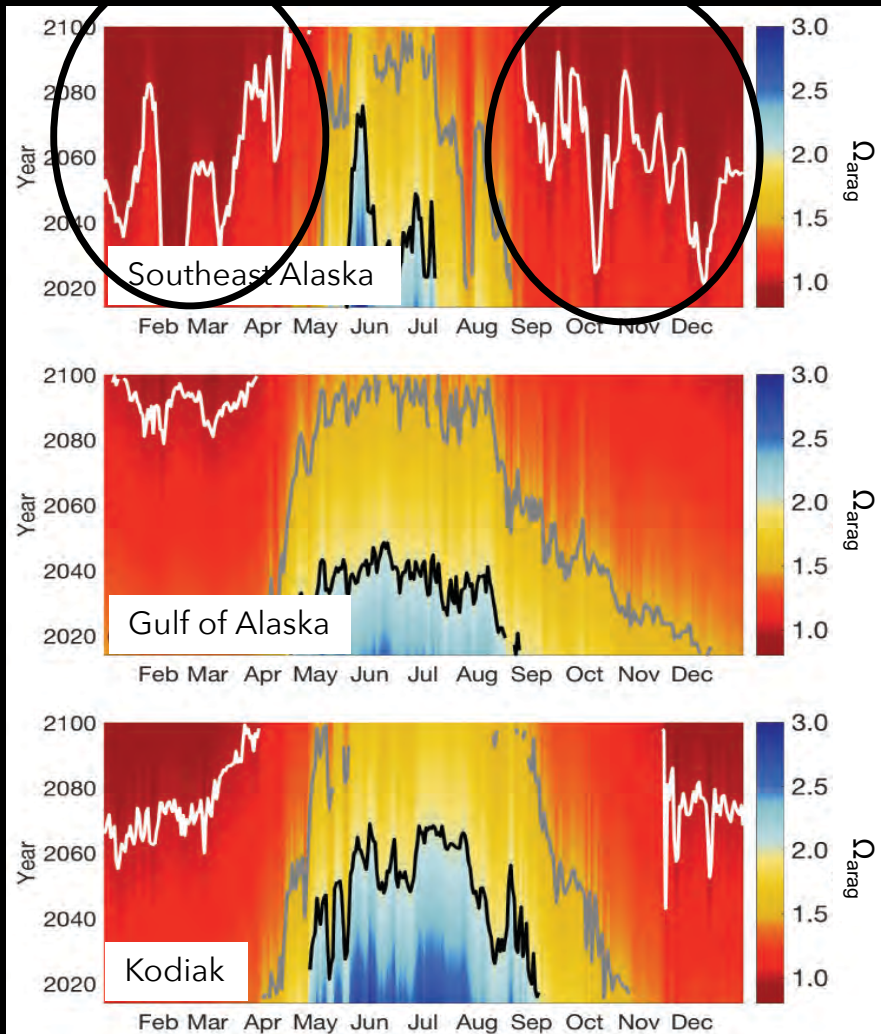 2100
2080
2060
2040
2020
Year
Southeast Alaska
Feb Mar Apr May Jun Jul Aug Sep Oct Nov Dec
3.0
2.5
2.0
1.5
1.0
Ωarag
2100
2080
2060
2040
2020
Year
Gulf of Alaska
Feb Mar Apr May Jun Jul Aug Sep Oct Nov Dec
3.0
2.5
2.0
1.5
1.0
Ωarag
2100
2080
2060
2040
2020
Year
Kodiak
Feb Mar Apr May Jun Jul Aug Sep Oct Nov Dec
3.0
2.5
2.0
1.5
1.0
Ωarag